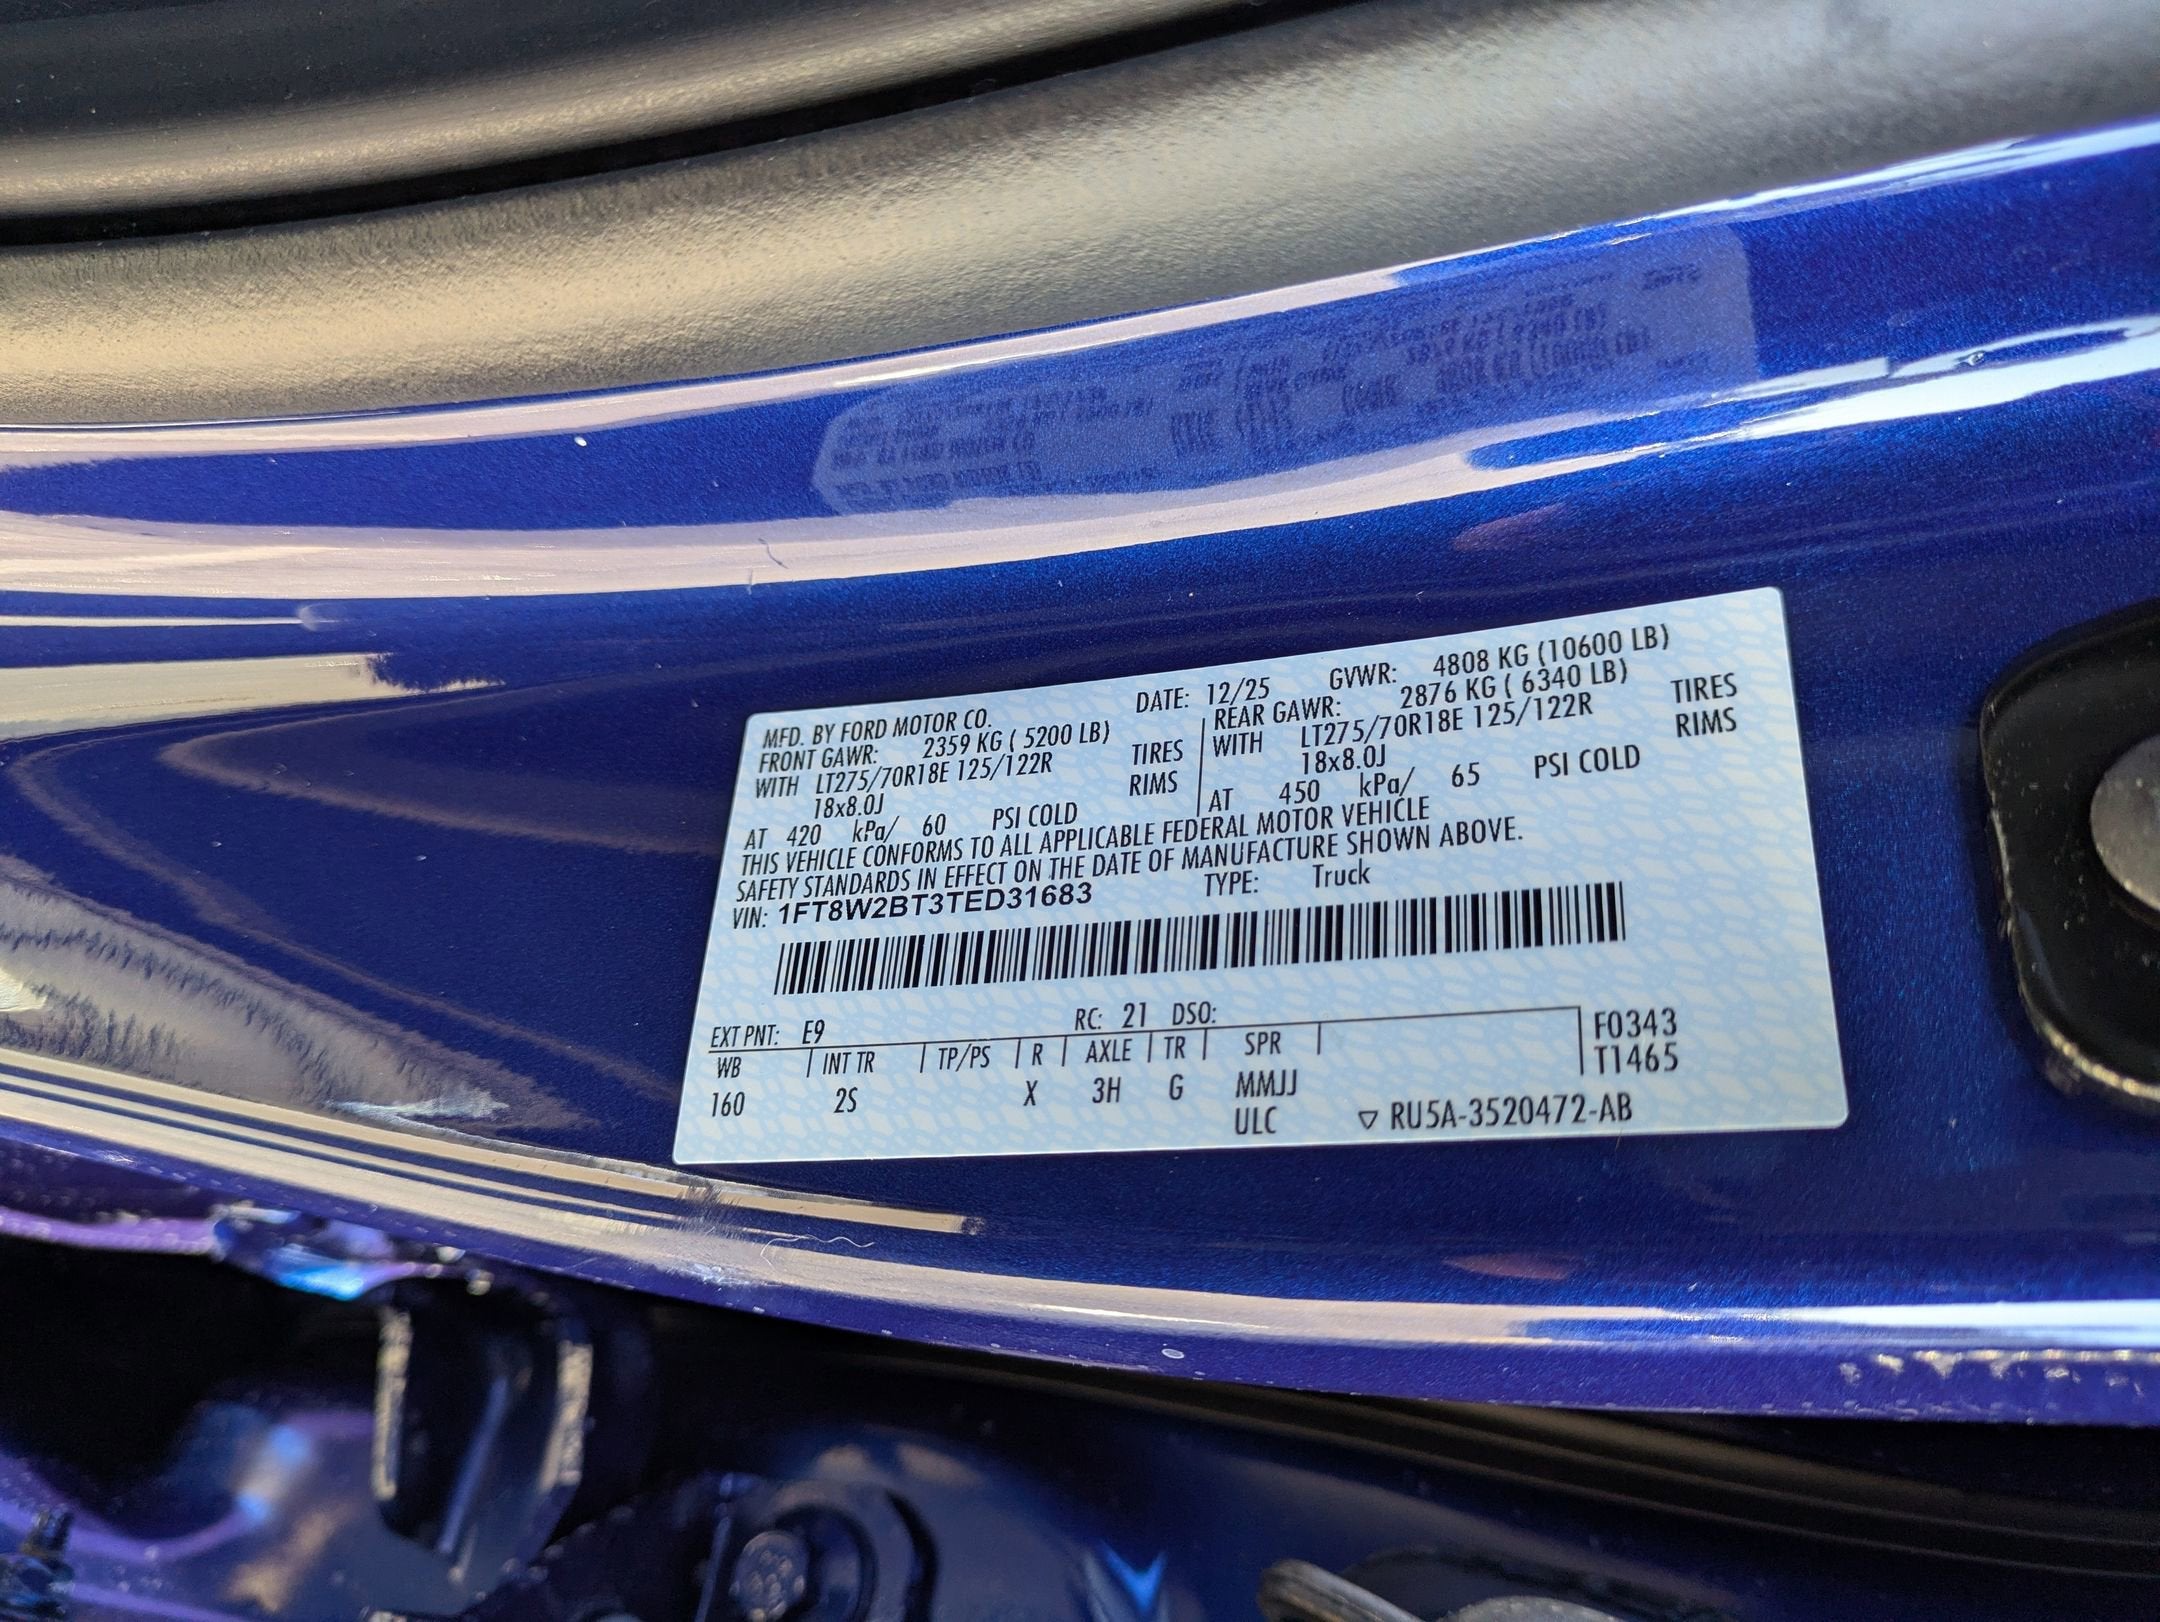 MFD. BY FORD MOTOR CO. DATE: 12/25 GVWR: 4808 KG (10600 LB)
FRONT GAWR: 2359 KG ( 5200 LB) REAR GAWR: 2876 KG ( 6340 LB)
WITH LT275/70R18E 125/122R TIRES WITH LT275/70R18E 125/122R TIRES
18x8.0J RIMS 18x8.0J RIMS
AT 420 kPa/ 60 PSI COLD AT 450 kPa/ 65 PSI COLD
THIS VEHICLE CONFORMS TO ALL APPLICABLE FEDERAL MOTOR VEHICLE
SAFETY STANDARDS IN EFFECT ON THE DATE OF MANUFACTURE SHOWN ABOVE.
VIN: 1FT8W2BT3TED31683 TYPE: Truck
EXT PNT: E9 RC: 21 DSO:
WB INT TR TP/PS R AXLE TR SPR F0343
T1465
160 2S X 3H G MMJJ
ULC ▽ RU5A-3520472-AB